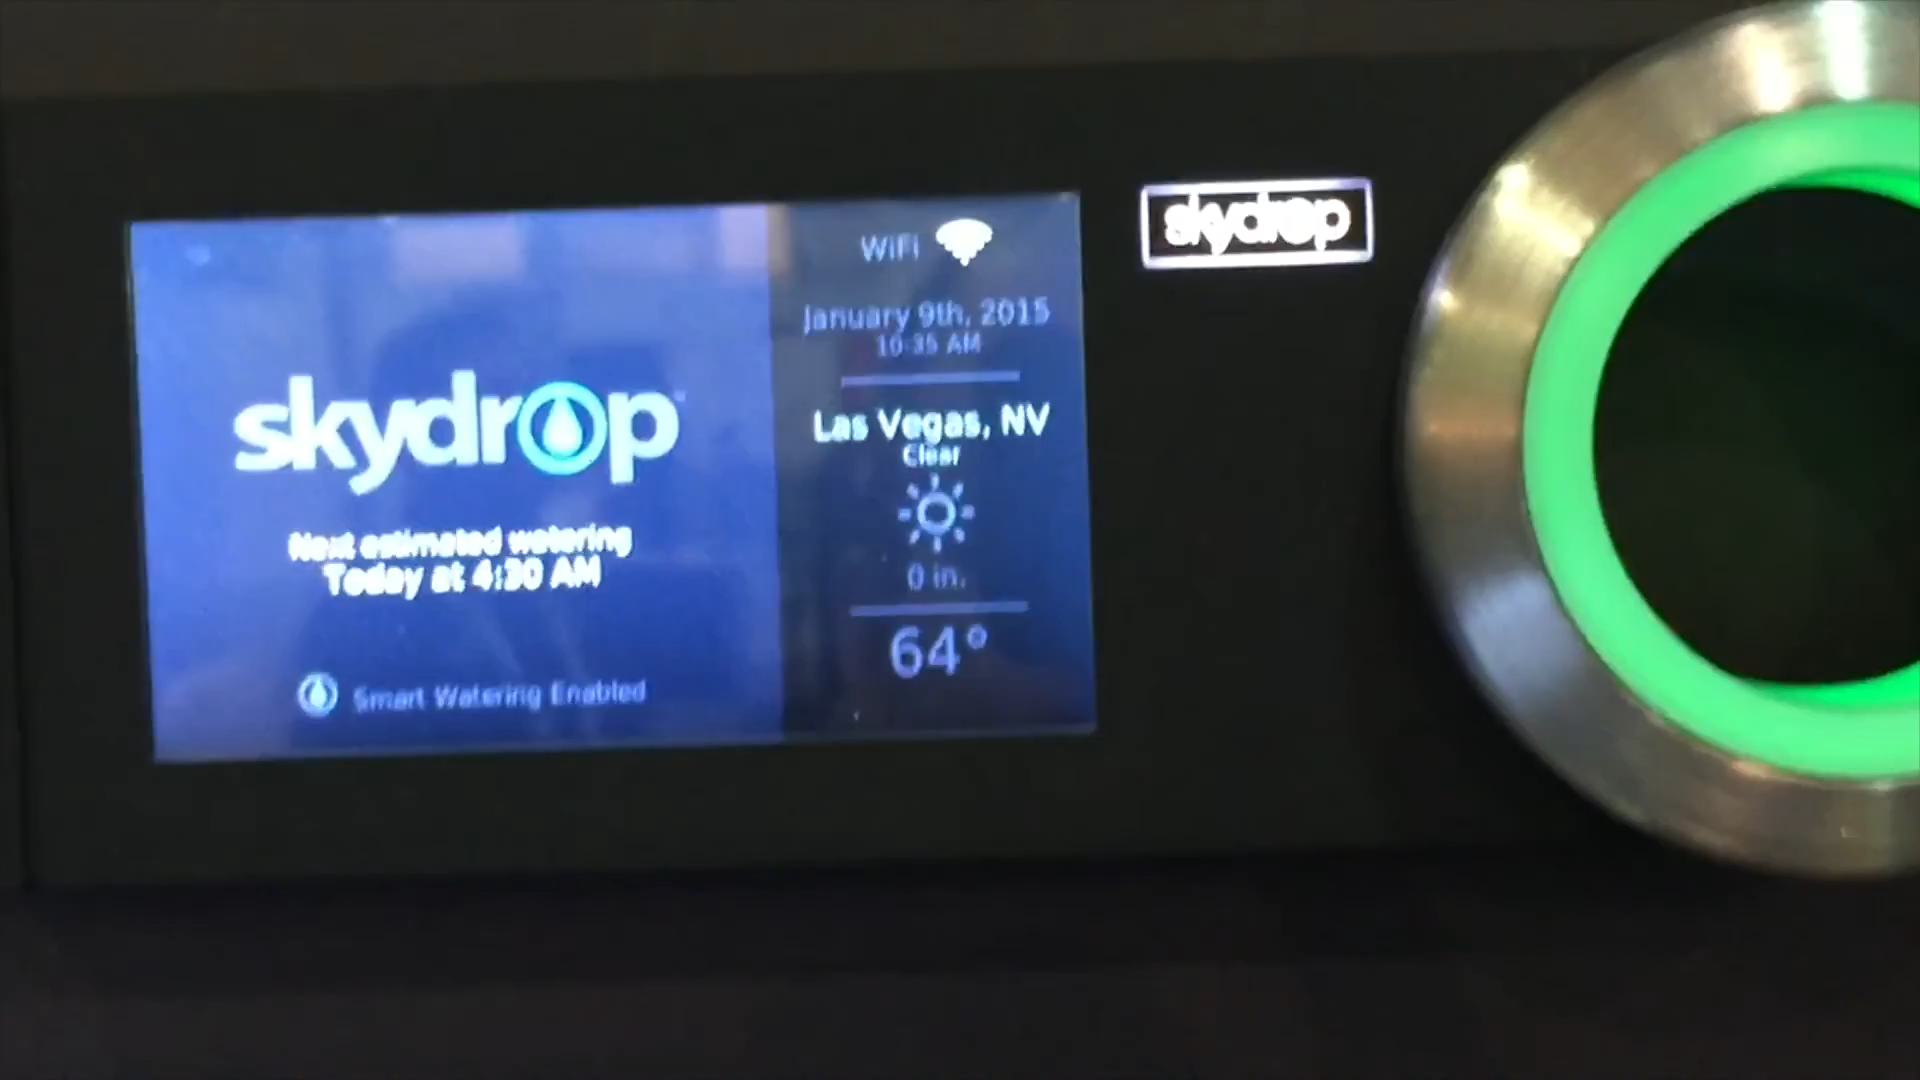 skydrop
Next estimated watering
Today at 4:30 AM
Smart Watering Enabled
WiFi
January 9th, 2015
10:35 AM
Las Vegas, NV
Clear
0 in.
64°
skydrop